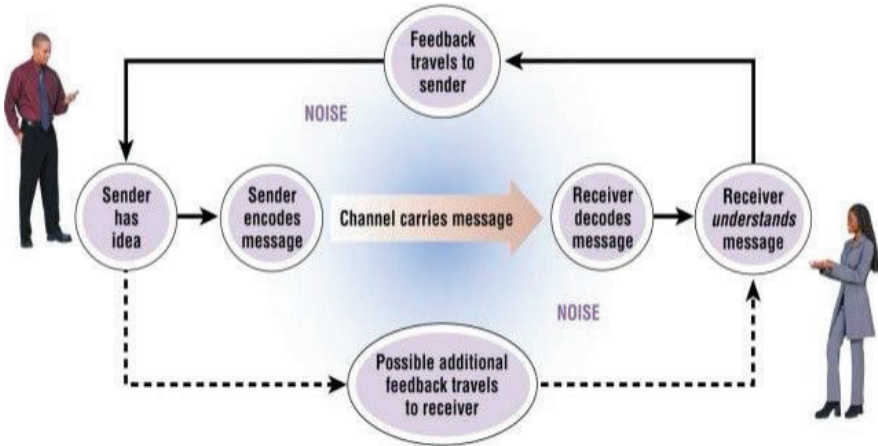 Feedback
travels to
sender
NOISE
Sender
has
idea
Sender
encodes
message
Channel carries message
Receiver
decodes
message
Receiver
understands
message
NOISE
Possible additional
feedback travels
to receiver